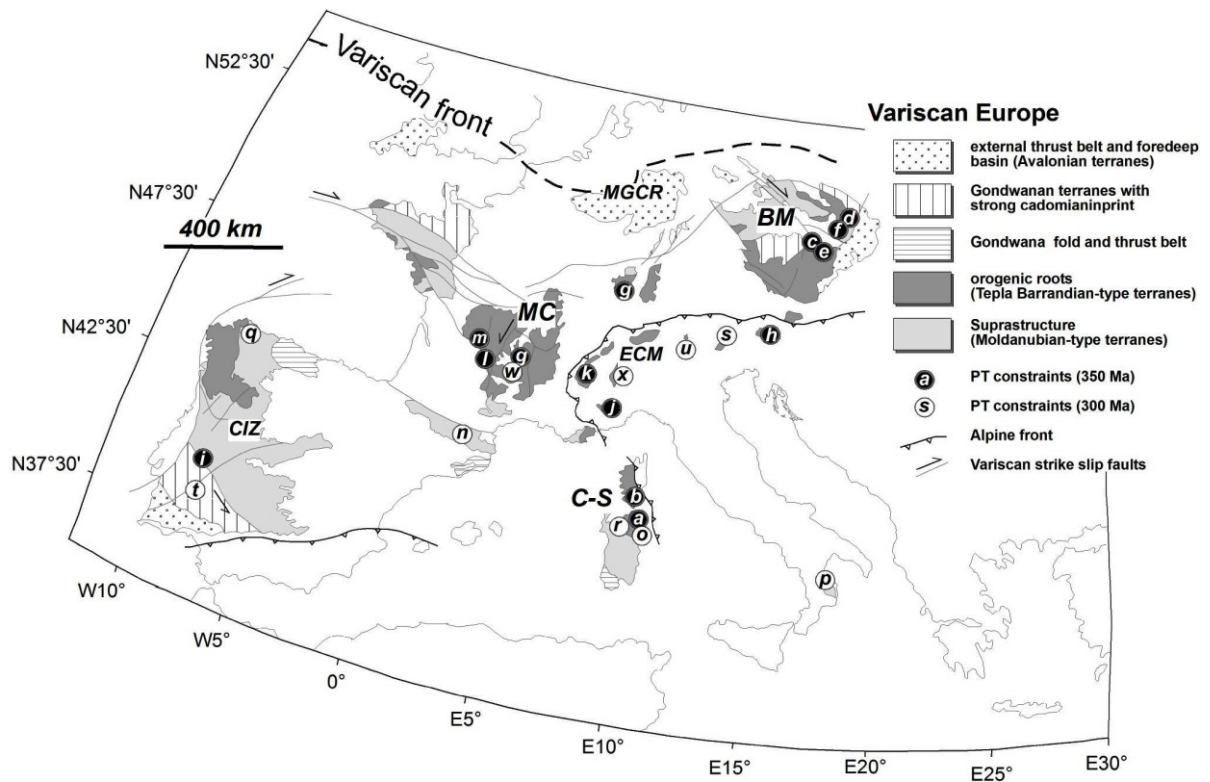 N52°30'
Variscan front
N47°30'
400 km
N42°30'
N37°30'
W10°
W5°
0°
E5°
E10°
E15°
E20°
E25°
E30°
MGCR
BM
d
f
c
e
g
MC
m
l
g
w
ECM
u
s
h
k
x
j
q
CIZ
i
t
n
C-S
b
a
r
o
p
Variscan Europe
external thrust belt and foredeep
basin (Avalonian terranes)
Gondwanan terranes with
strong cadomianinprint
Gondwana fold and thrust belt
orogenic roots
(Tepla Barrandian-type terranes)
Suprastructure
(Moldanubian-type terranes)
a PT constraints (350 Ma)
s PT constraints (300 Ma)
Alpine front
Variscan strike slip faults